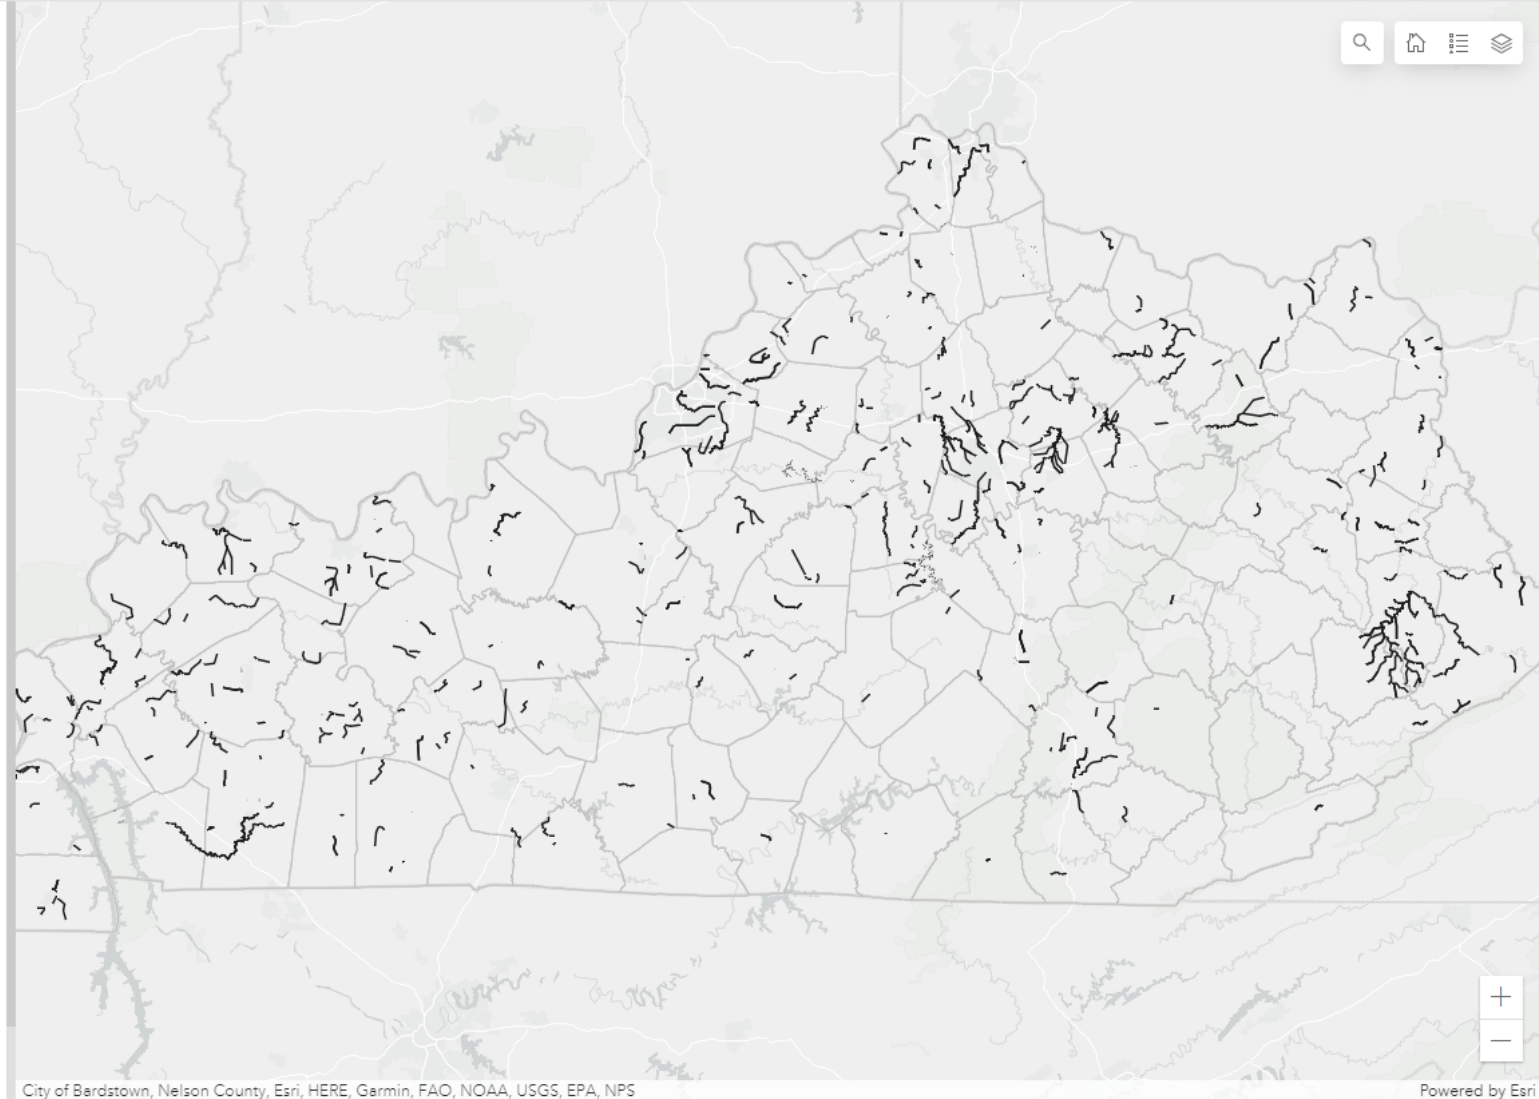 City of Bardstown, Nelson County, Esri, HERE, Garmin, FAO, NOAA, USGS, EPA, NPS
Powered by Esri